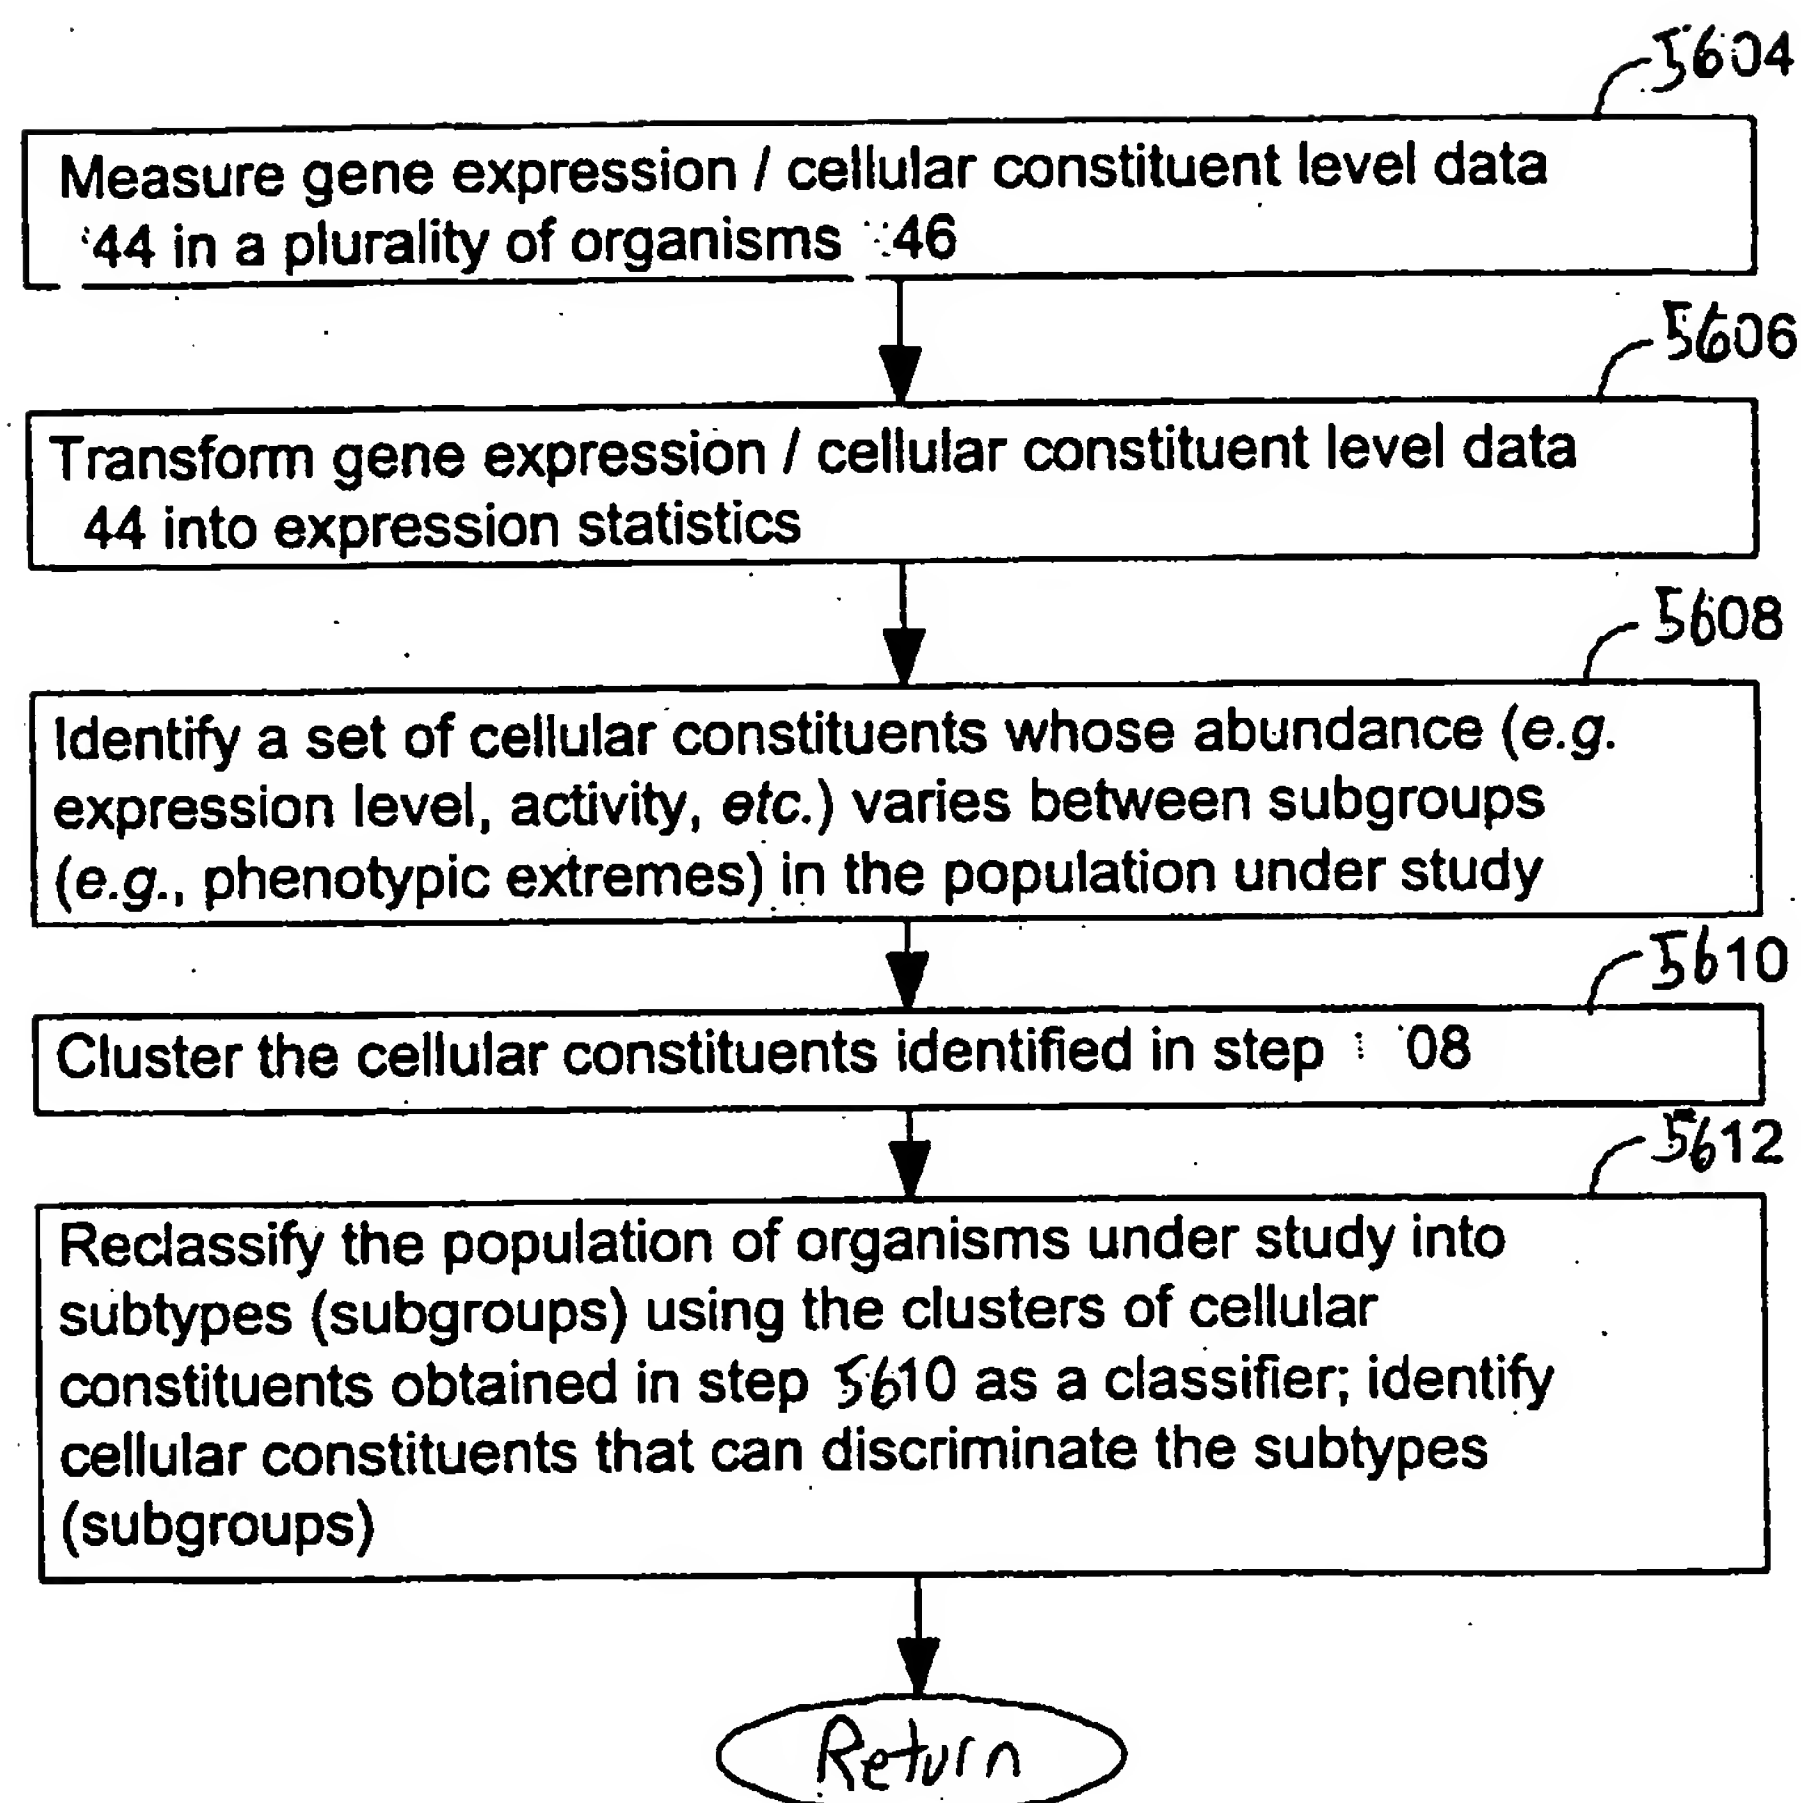 5604
Measure gene expression / cellular constituent level data
44 in a plurality of organisms 46
5606
Transform gene expression / cellular constituent level data
44 into expression statistics
5608
Identify a set of cellular constituents whose abundance (e.g.
expression level, activity, etc.) varies between subgroups
(e.g., phenotypic extremes) in the population under study
5610
Cluster the cellular constituents identified in step 08
5612
Reclassify the population of organisms under study into
subtypes (subgroups) using the clusters of cellular
constituents obtained in step 5610 as a classifier; identify
cellular constituents that can discriminate the subtypes
(subgroups)
Return